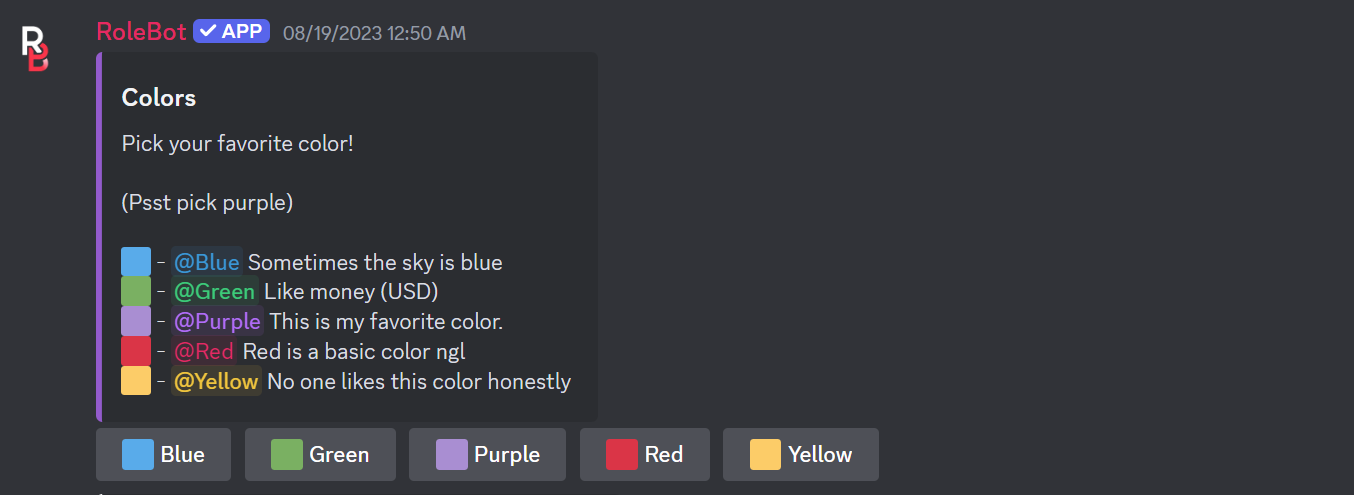 RB
RoleBot APP 08/19/2023 12:50 AM
Colors
Pick your favorite color!
(Psst pick purple)
- @Blue Sometimes the sky is blue
- @Green Like money (USD)
- @Purple This is my favorite color.
- @Red Red is a basic color ngl
- @Yellow No one likes this color honestly
Blue Green Purple Red Yellow